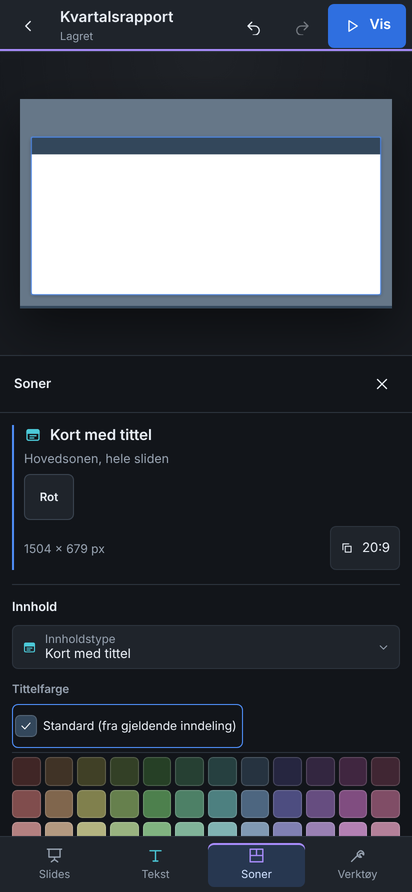 Kvartalsrapport
Lagret
Vis
Soner
Kort med tittel
Hovedsonen, hele sliden
Rot
1504 × 679 px
20:9
Innhold
Innholdstype
Kort med tittel
Tittelfarge
Standard (fra gjeldende inndeling)
Slides
Tekst
Soner
Verktøy